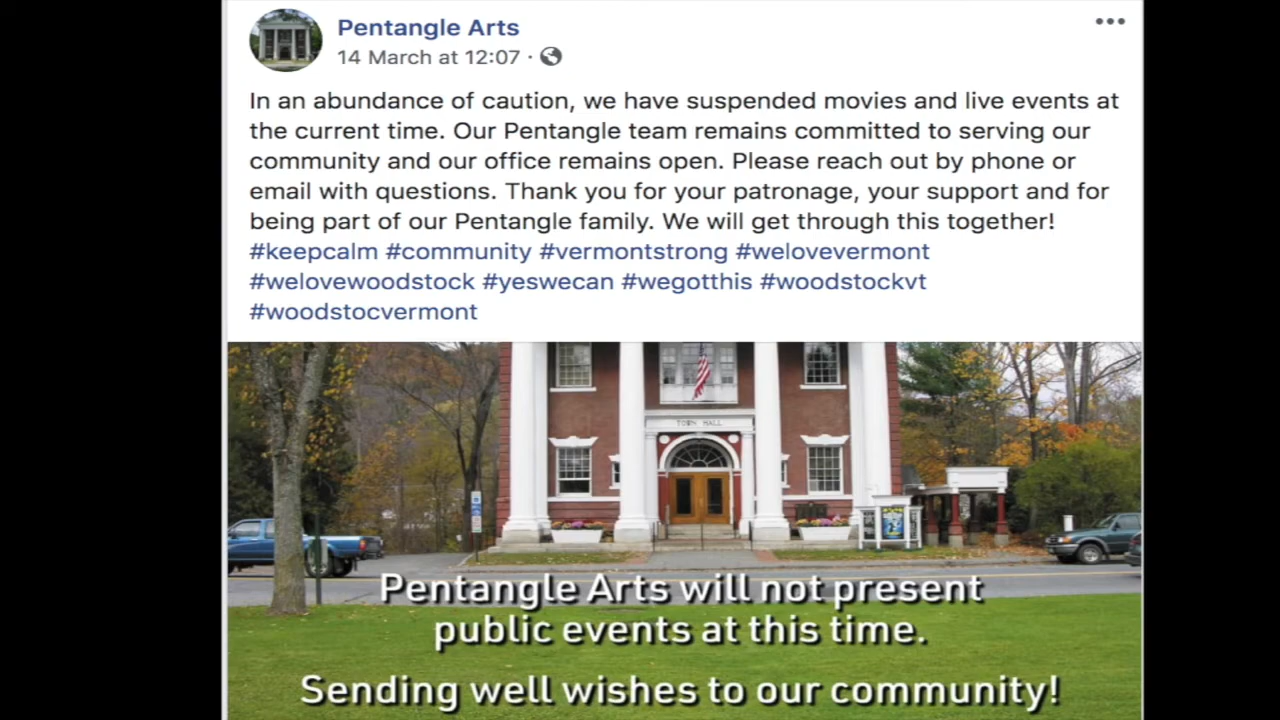 Pentangle Arts
14 March at 12:07 ·
In an abundance of caution, we have suspended movies and live events at
the current time. Our Pentangle team remains committed to serving our
community and our office remains open. Please reach out by phone or
email with questions. Thank you for your patronage, your support and for
being part of our Pentangle family. We will get through this together!
#keepcalm #community #vermontstrong #welovevermont
#welovewoodstock #yeswecan #wegotthis #woodstockvt
#woodstocvermont
TOWN HALL
Pentangle Arts will not present
public events at this time.
Sending well wishes to our community!